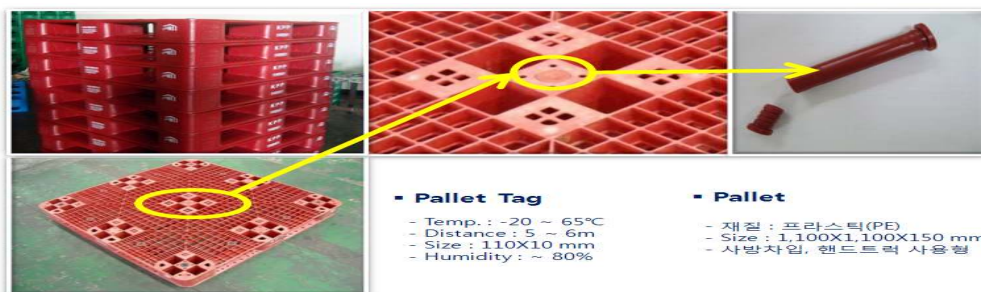 KPP
▪ Pallet Tag
- Temp. : -20 ~ 65℃
- Distance : 5 ~ 6m
- Size : 110X10 mm
- Humidity : ~ 80%
▪ Pallet
- 재질 : 프라스틱(PE)
- Size : 1,100X1,100X150 mm
- 사방차입, 핸드트럭 사용형